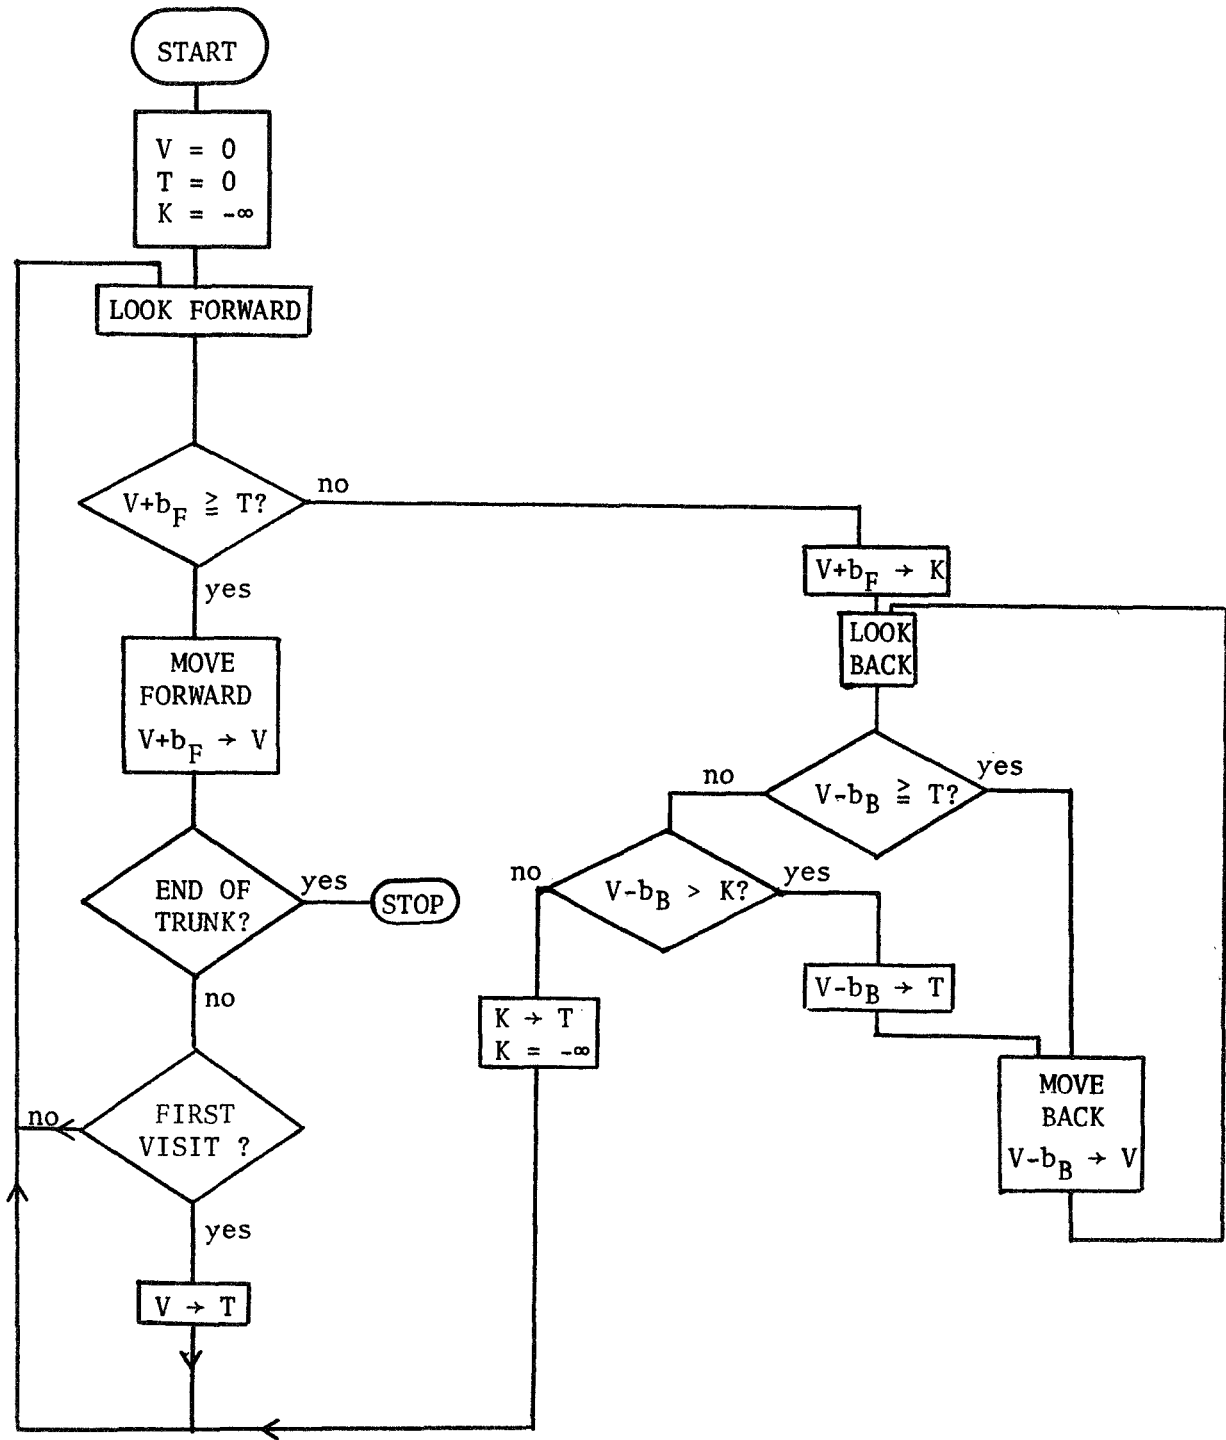 START
V = 0
T = 0
K = -∞
LOOK FORWARD
V+b_F ≧ T?
no
yes
V+b_F → K
LOOK
BACK
MOVE
FORWARD
V+b_F → V
V-b_B ≧ T?
no
yes
V-b_B > K?
no
yes
END OF
TRUNK?
yes
STOP
no
V-b_B → T
K → T
K = -∞
MOVE
BACK
V-b_B → V
FIRST
VISIT ?
no
yes
V → T